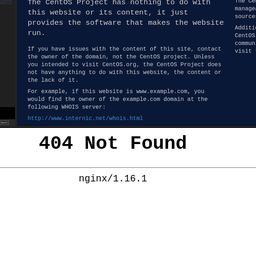 The CentOS Project has nothing to do with
this website or its content, it just
provides the software that makes the website
run.
If you have issues with the content of this site, contact
the owner of the domain, not the CentOS project. Unless
you intended to visit CentOS.org, the CentOS Project does
not have anything to do with this website, the content or
the lack of it.
For example, if this website is www.example.com, you
would find the owner of the example.com domain at the
following WHOIS server:
http://www.internic.net/whois.html
The Cen
manage
source
Additi
CentOS
commun
visit
404 Not Found
nginx/1.16.1